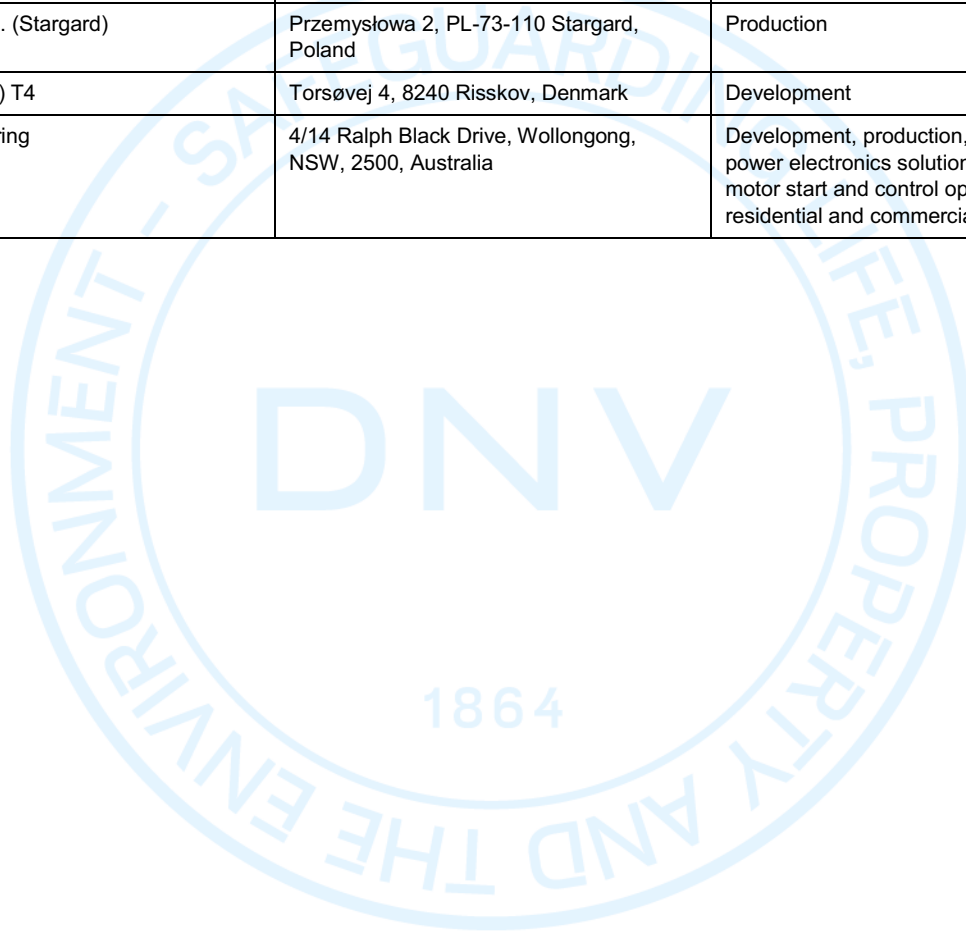 . (Stargard)
Przemysłowa 2, PL-73-110 Stargard,
Poland
Production
) T4
Torsøvej 4, 8240 Risskov, Denmark
Development
ring
4/14 Ralph Black Drive, Wollongong,
NSW, 2500, Australia
Development, production,
power electronics solution
motor start and control op
residential and commercia
SAFEGUARDING LIFE, PROPERTY AND THE ENVIRONMENT -
DNV
1864